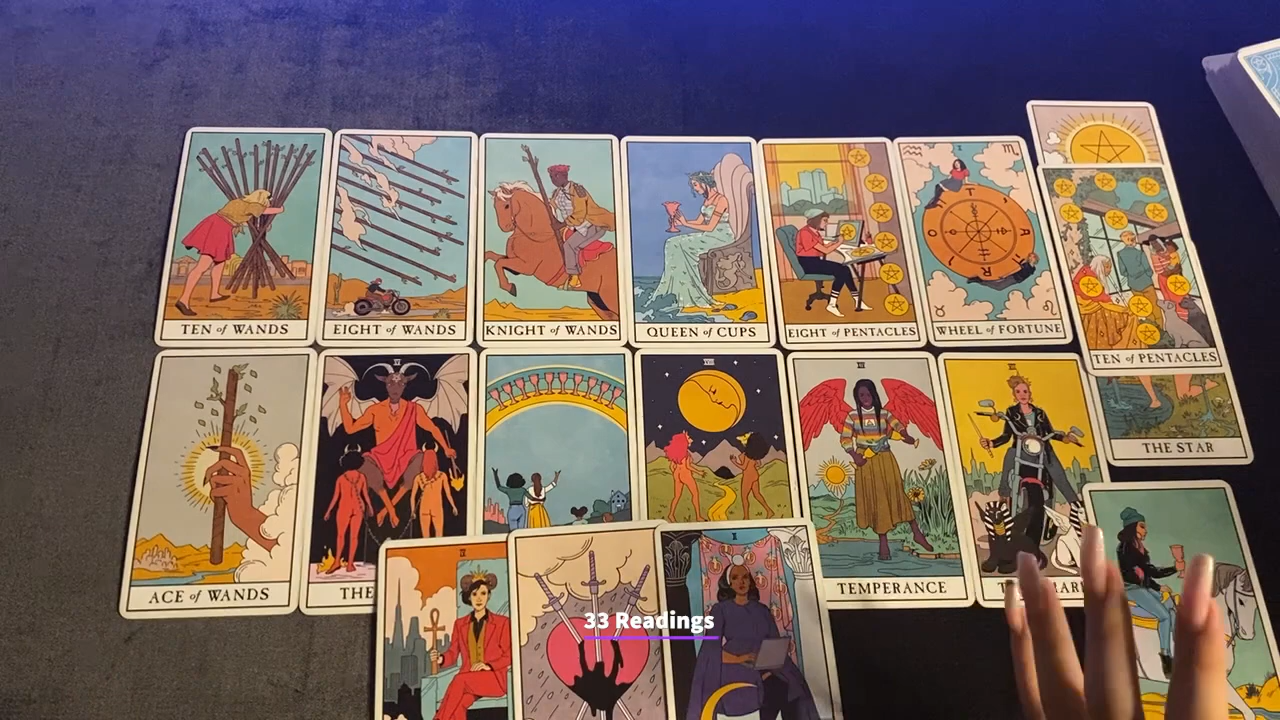 TEN of WANDS
EIGHT of WANDS
KNIGHT of WANDS
QUEEN of CUPS
EIGHT of PENTACLES
WHEEL of FORTUNE
TEN of PENTACLES
THE STAR
ACE of WANDS
THE
TEMPERANCE
33 Readings